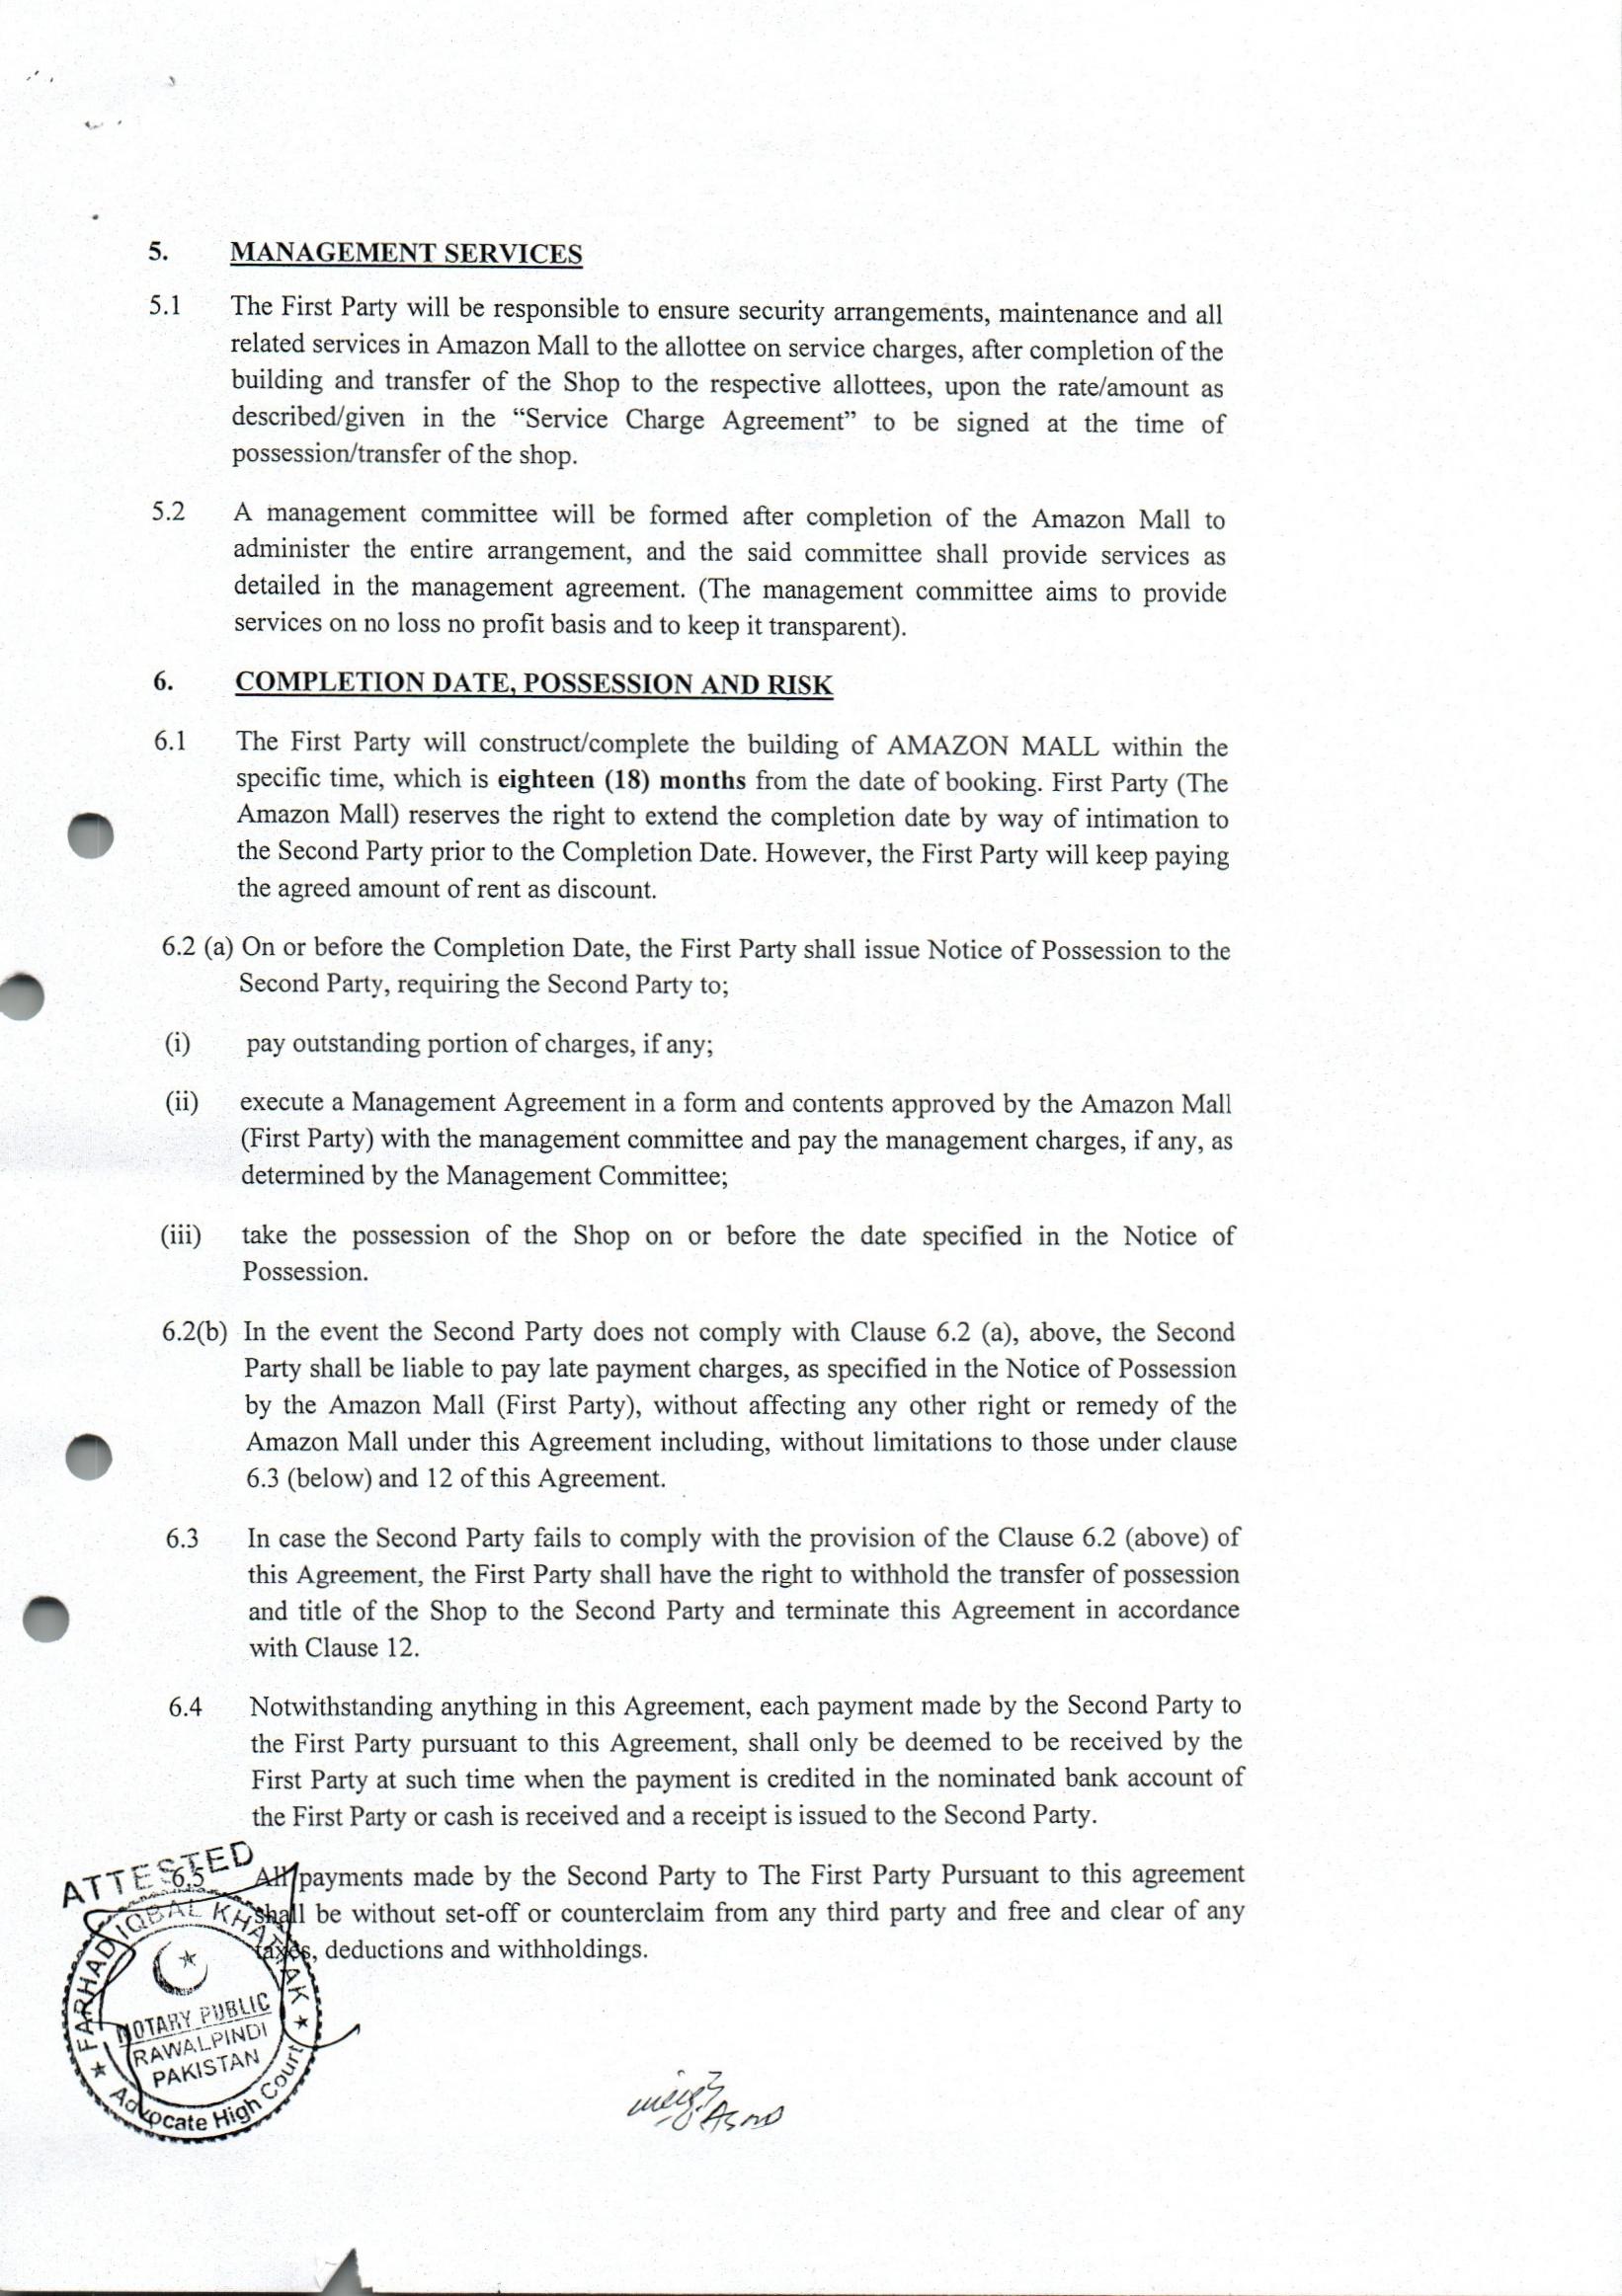 5. MANAGEMENT SERVICES
5.1 The First Party will be responsible to ensure security arrangements, maintenance and all
related services in Amazon Mall to the allottee on service charges, after completion of the
building and transfer of the Shop to the respective allottees, upon the rate/amount as
described/given in the “Service Charge Agreement” to be signed at the time of
possession/transfer of the shop.
5.2 A management committee will be formed after completion of the Amazon Mall to
administer the entire arrangement, and the said committee shall provide services as
detailed in the management agreement. (The management committee aims to provide
services on no loss no profit basis and to keep it transparent).
6. COMPLETION DATE, POSSESSION AND RISK
6.1 The First Party will construct/complete the building of AMAZON MALL within the
specific time, which is eighteen (18) months from the date of booking. First Party (The
Amazon Mall) reserves the right to extend the completion date by way of intimation to
the Second Party prior to the Completion Date. However, the First Party will keep paying
the agreed amount of rent as discount.
6.2 (a) On or before the Completion Date, the First Party shall issue Notice of Possession to the
Second Party, requiring the Second Party to;
(i) pay outstanding portion of charges, if any;
(ii) execute a Management Agreement in a form and contents approved by the Amazon Mall
(First Party) with the management committee and pay the management charges, if any, as
determined by the Management Committee;
(iii) take the possession of the Shop on or before the date specified in the Notice of
Possession.
6.2(b) In the event the Second Party does not comply with Clause 6.2 (a), above, the Second
Party shall be liable to pay late payment charges, as specified in the Notice of Possession
by the Amazon Mall (First Party), without affecting any other right or remedy of the
Amazon Mall under this Agreement including, without limitations to those under clause
6.3 (below) and 12 of this Agreement.
6.3 In case the Second Party fails to comply with the provision of the Clause 6.2 (above) of
this Agreement, the First Party shall have the right to withhold the transfer of possession
and title of the Shop to the Second Party and terminate this Agreement in accordance
with Clause 12.
6.4 Notwithstanding anything in this Agreement, each payment made by the Second Party to
the First Party pursuant to this Agreement, shall only be deemed to be received by the
First Party at such time when the payment is credited in the nominated bank account of
the First Party or cash is received and a receipt is issued to the Second Party.
6.5 All payments made by the Second Party to The First Party Pursuant to this agreement
shall be without set-off or counterclaim from any third party and free and clear of any
taxes, deductions and withholdings.
ATTESTED
FARHAD IQBAL KHATTAK
NOTARY PUBLIC
RAWALPINDI
PAKISTAN
Advocate High Court